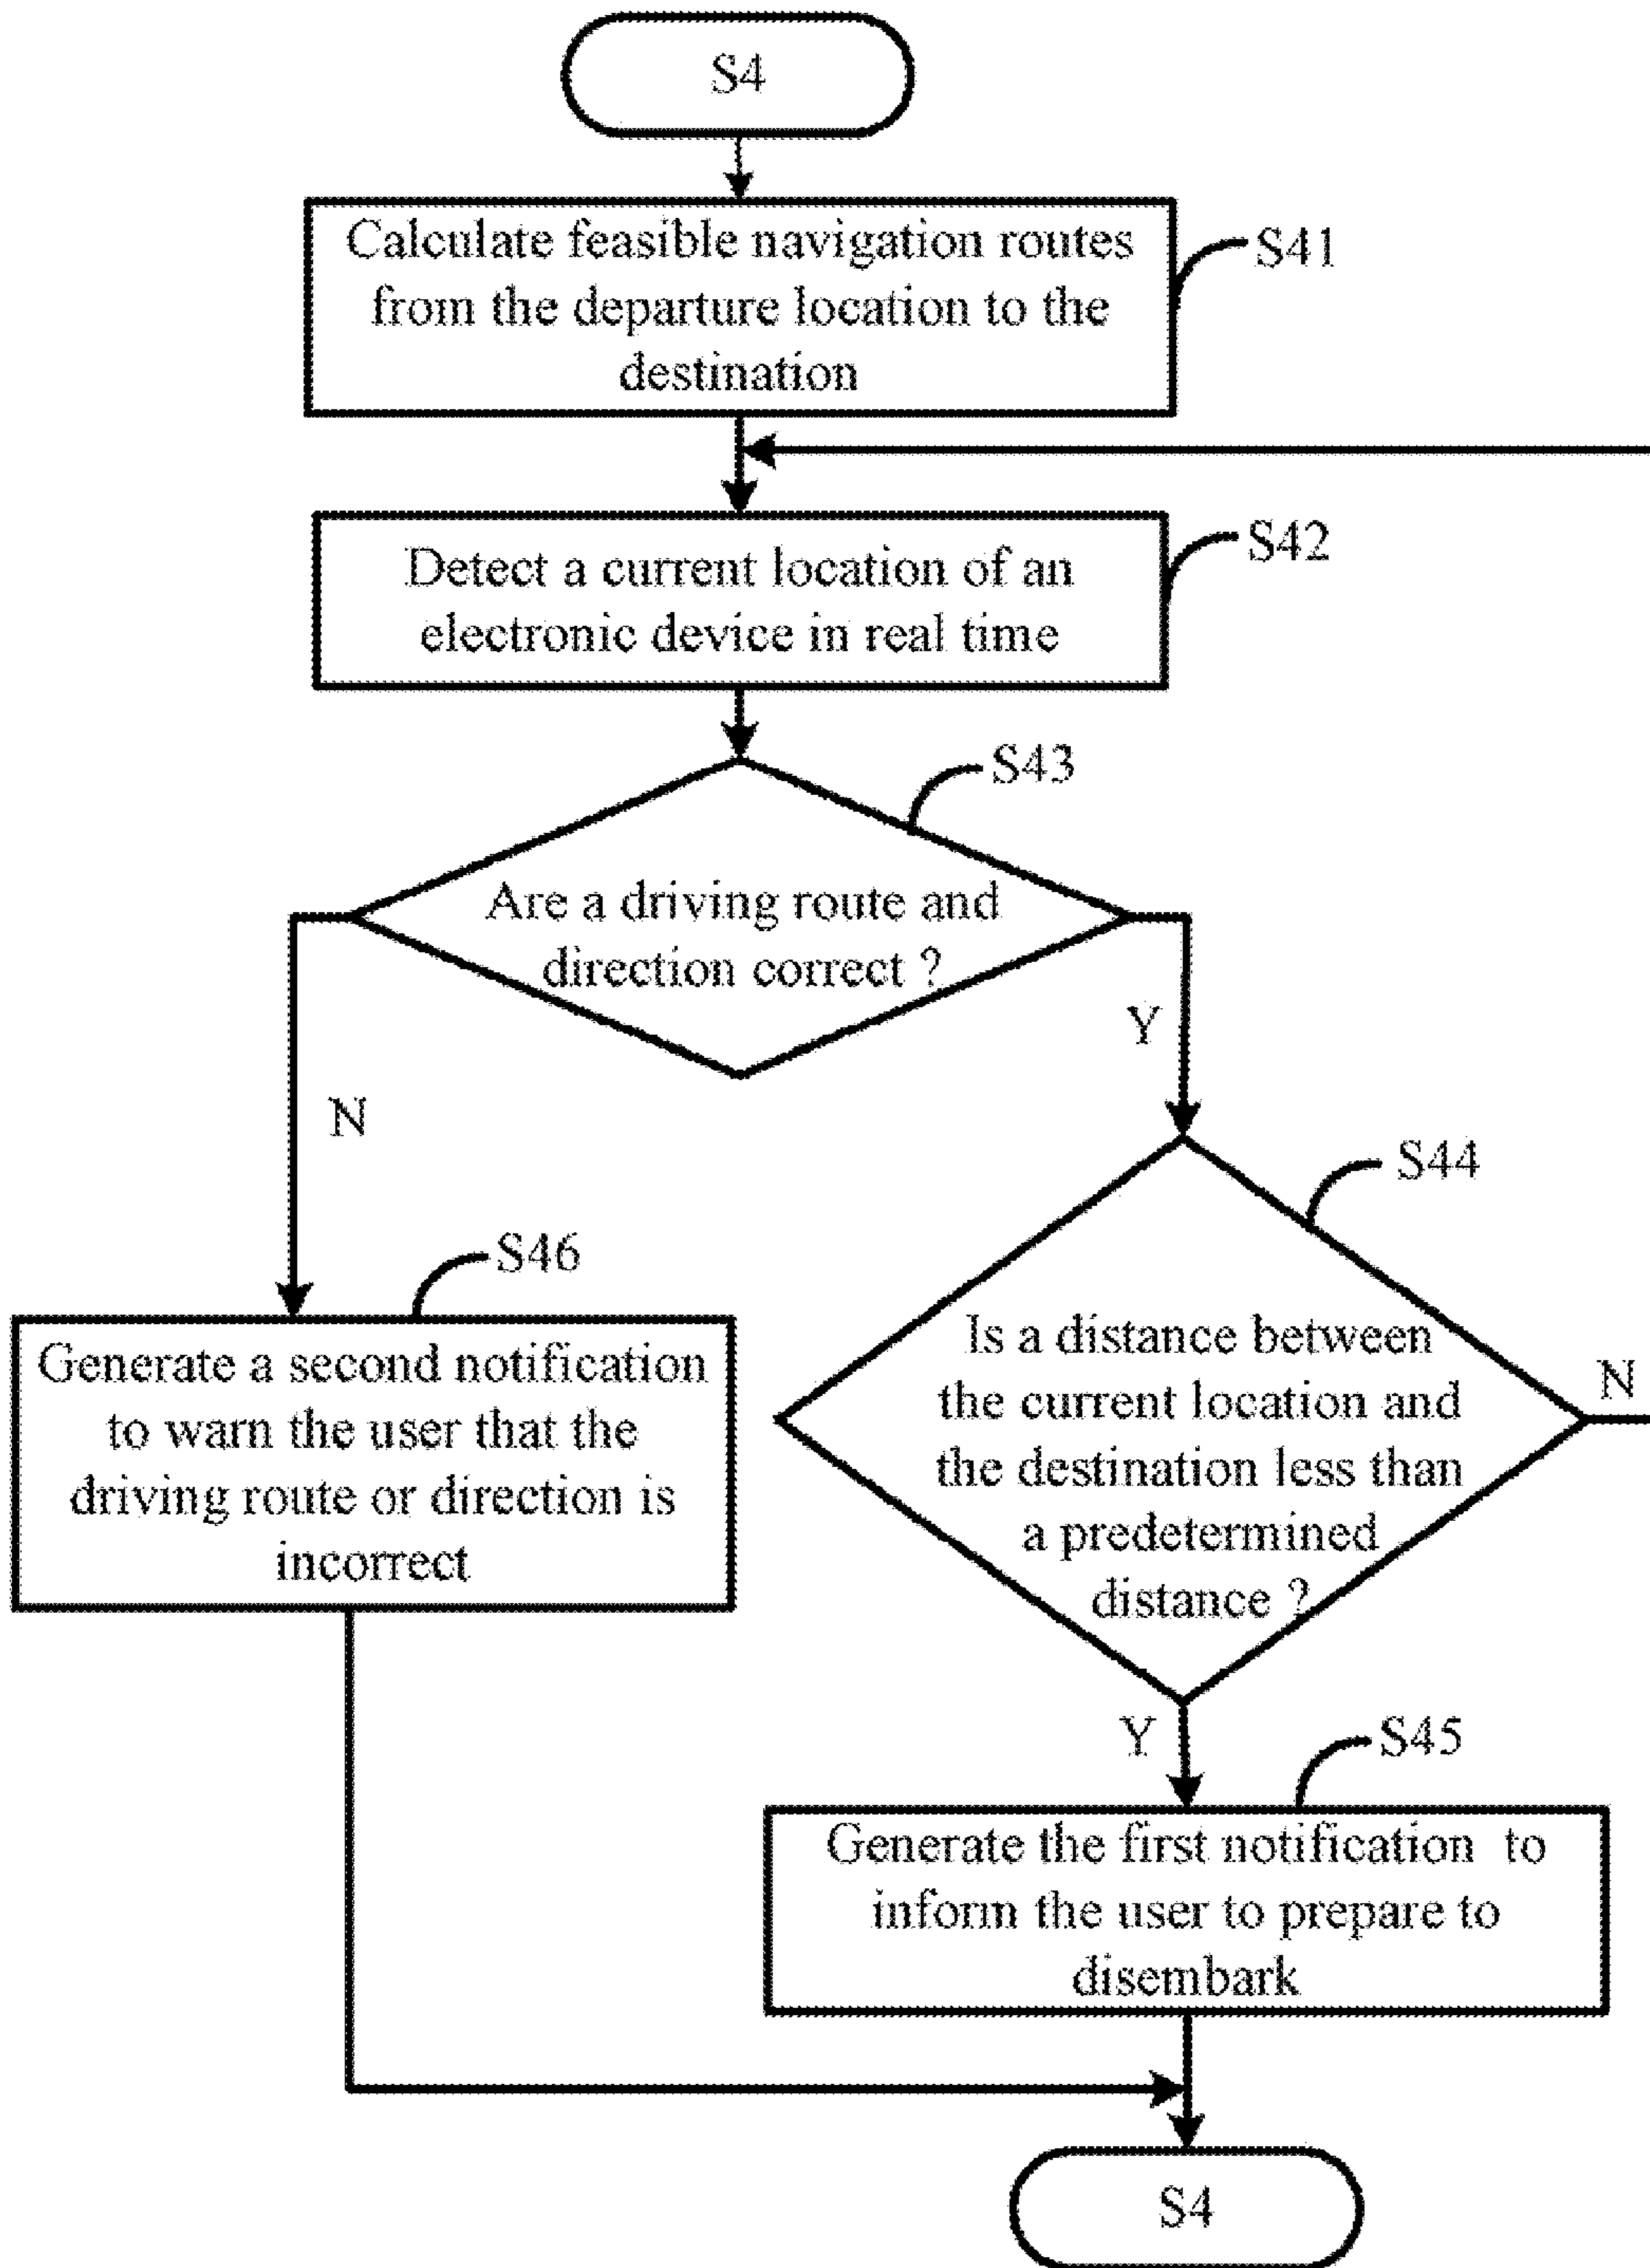 S4
Calculate feasible navigation routes
from the departure location to the
destination
S41
Detect a current location of an
electronic device in real time
S42
S43
Are a driving route and
direction correct ?
Y
N
S44
S46
Generate a second notification
to warn the user that the
driving route or direction is
incorrect
Is a distance between
the current location and
the destination less than
a predetermined
distance ?
N
Y
S45
Generate the first notification to
inform the user to prepare to
disembark
S4